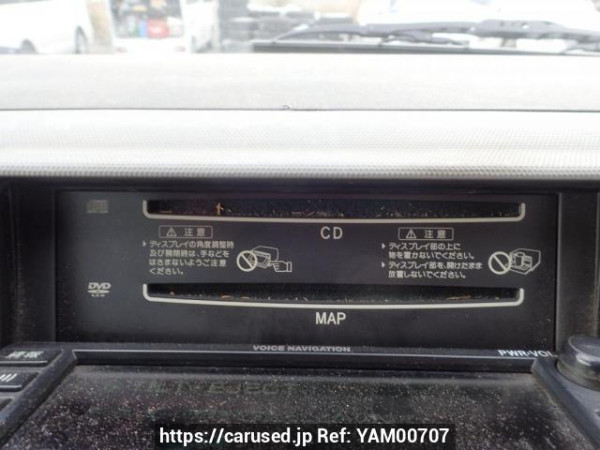 CD
⚠ 注意
▶ディスプレイの角度調整時
及び開閉時は、手などを
はさまないようご注意
ください。
⚠ 注意
▶ディスプレイ部の上に
物を置かないでください。
▶ディスプレイ部を、開けたまま
放置しないでください。
DVD
MAP
VOICE NAVIGATION
PWR·VOL
EJECT
https://carused.jp Ref: YAM00707